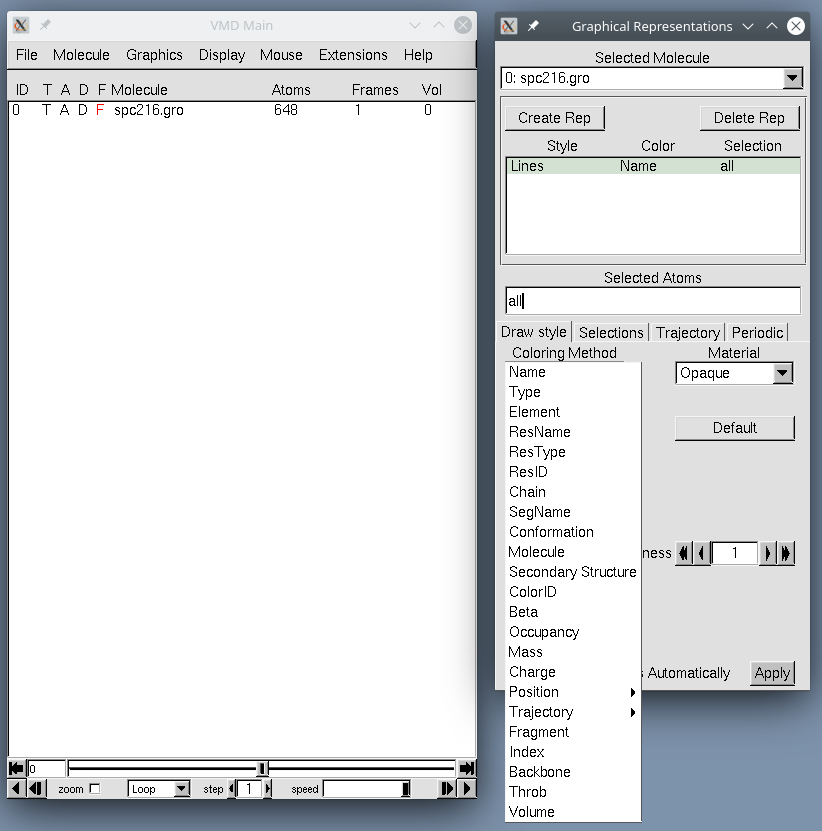 VMD Main
File Molecule Graphics Display Mouse Extensions Help
ID T A D F Molecule Atoms Frames Vol
0 T A D F spc216.gro 648 1 0
0
zoom Loop step 1 speed
Graphical Representations
Selected Molecule
0: spc216.gro
Create Rep Delete Rep
Style Color Selection
Lines Name all
Selected Atoms
all
Draw style Selections Trajectory Periodic
Coloring Method Material
Name Opaque
Type
Element
ResName Default
ResType
ResID
Chain
SegName
Conformation
Molecule ness 1
Secondary Structure
ColorID
Beta
Occupancy
Mass
Charge s Automatically Apply
Position
Trajectory
Fragment
Index
Backbone
Throb
Volume